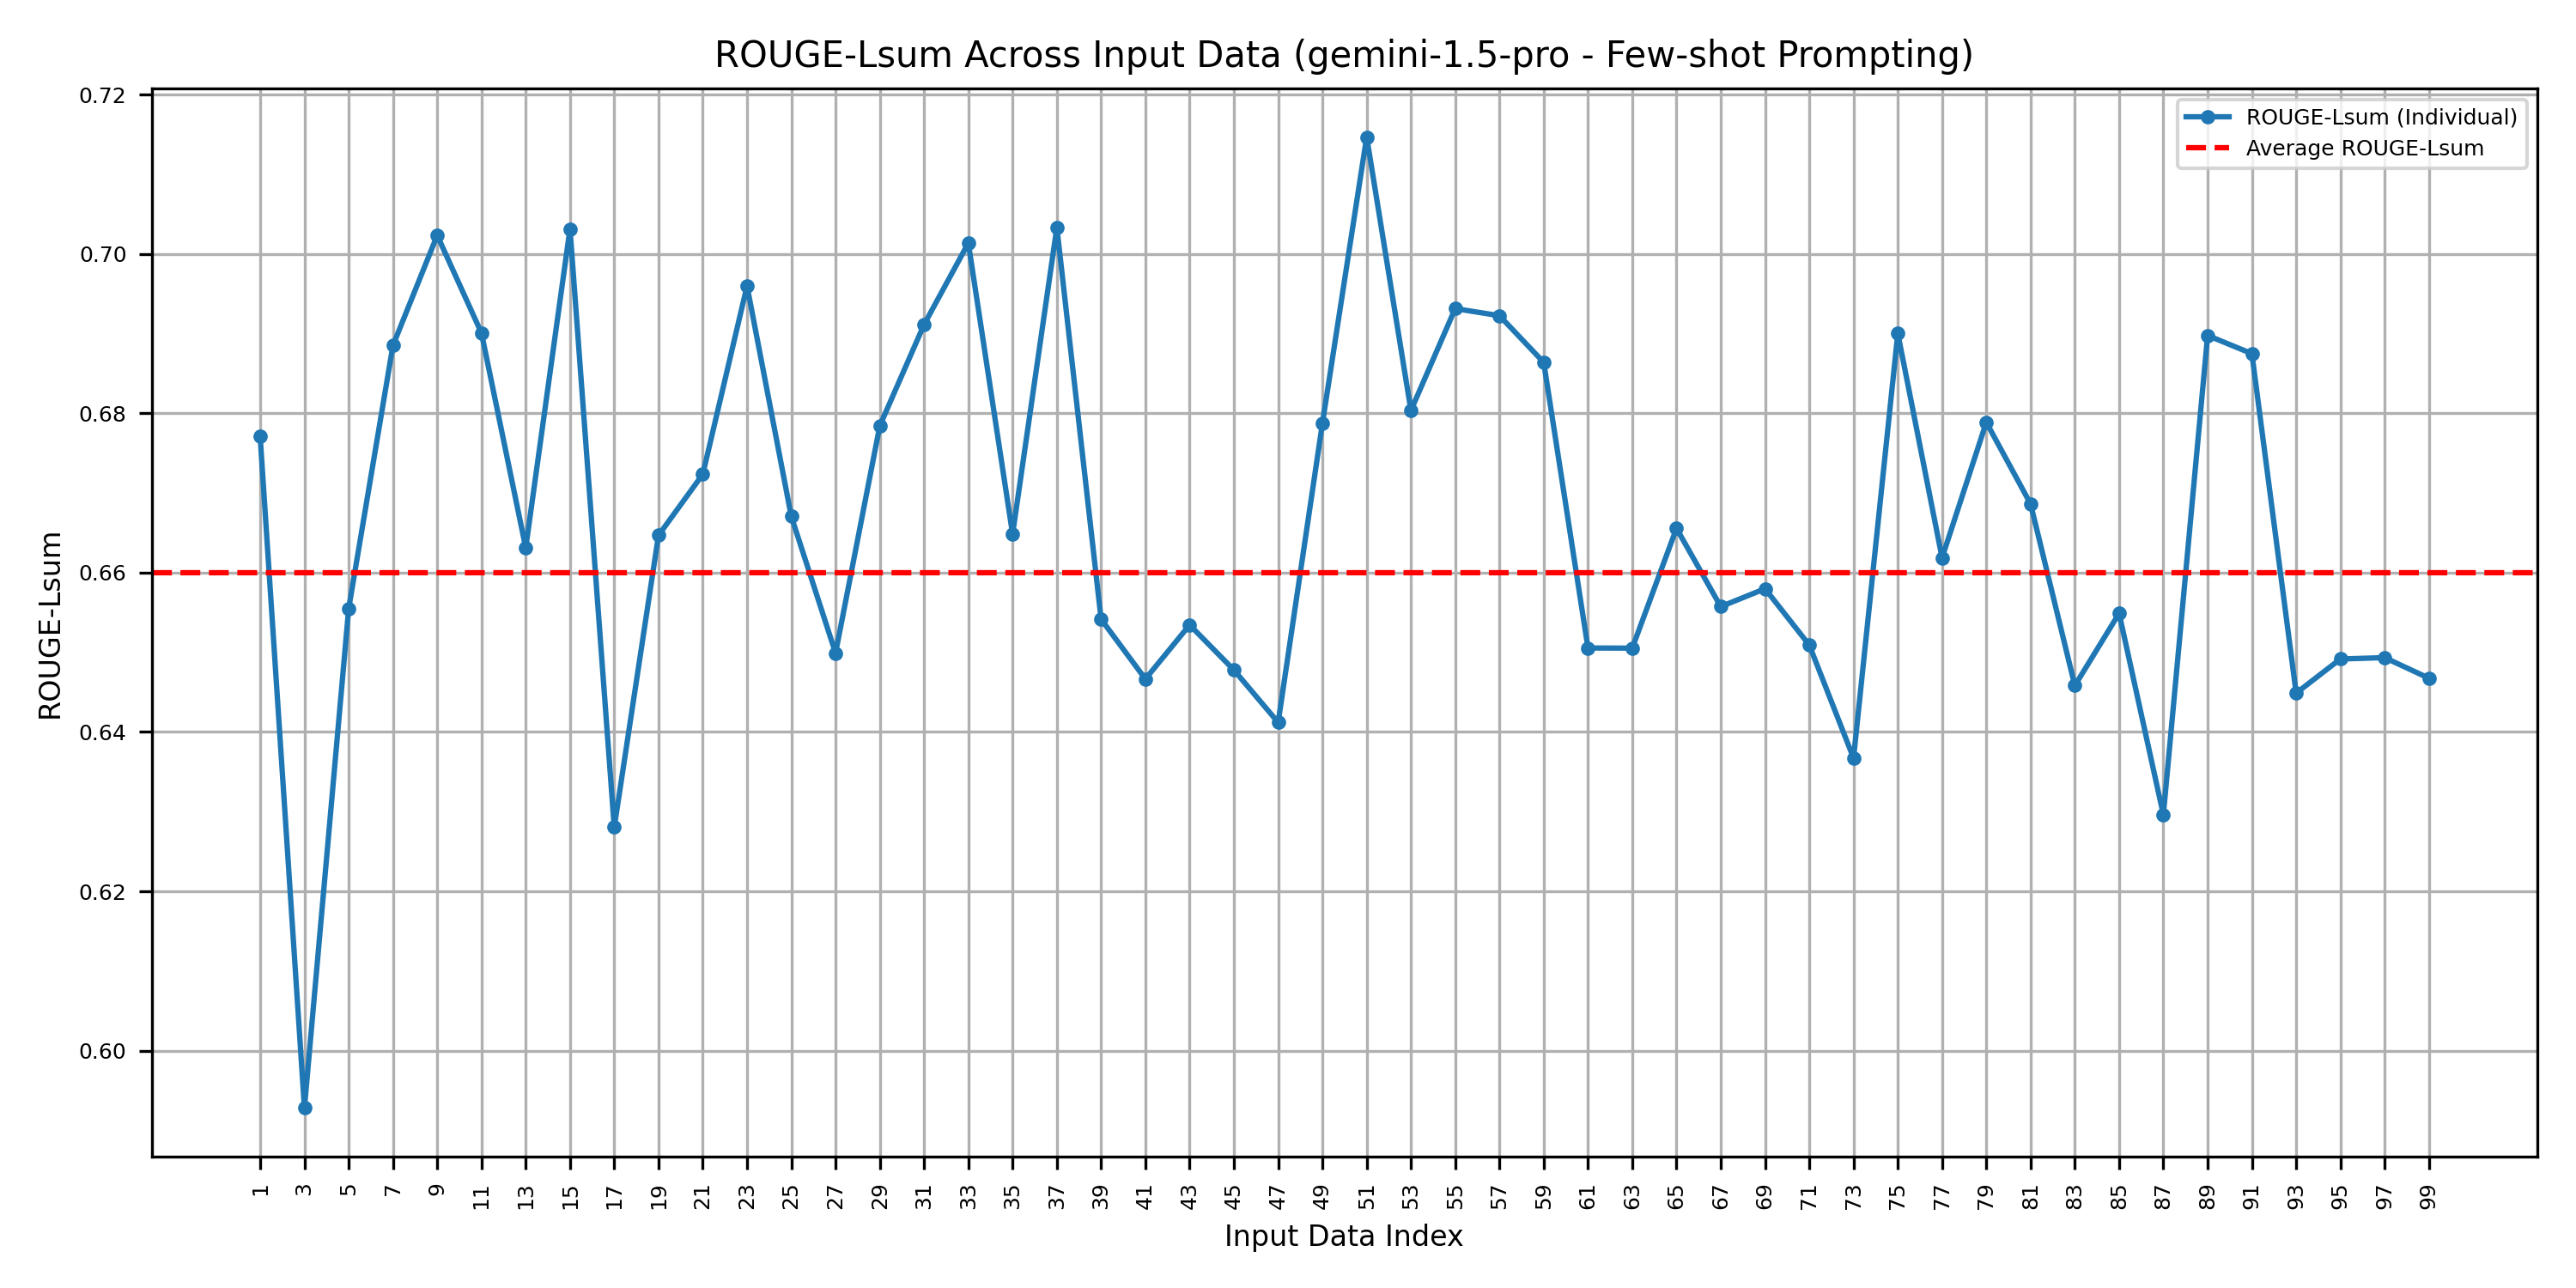 ROUGE-Lsum Across Input Data (gemini-1.5-pro - Few-shot Prompting)
ROUGE-Lsum (Individual)
Average ROUGE-Lsum
ROUGE-Lsum
0.72
0.70
0.68
0.66
0.64
0.62
0.60
1 3 5 7 9 11 13 15 17 19 21 23 25 27 29 31 33 35 37 39 41 43 45 47 49 51 53 55 57 59 61 63 65 67 69 71 73 75 77 79 81 83 85 87 89 91 93 95 97 99
Input Data Index